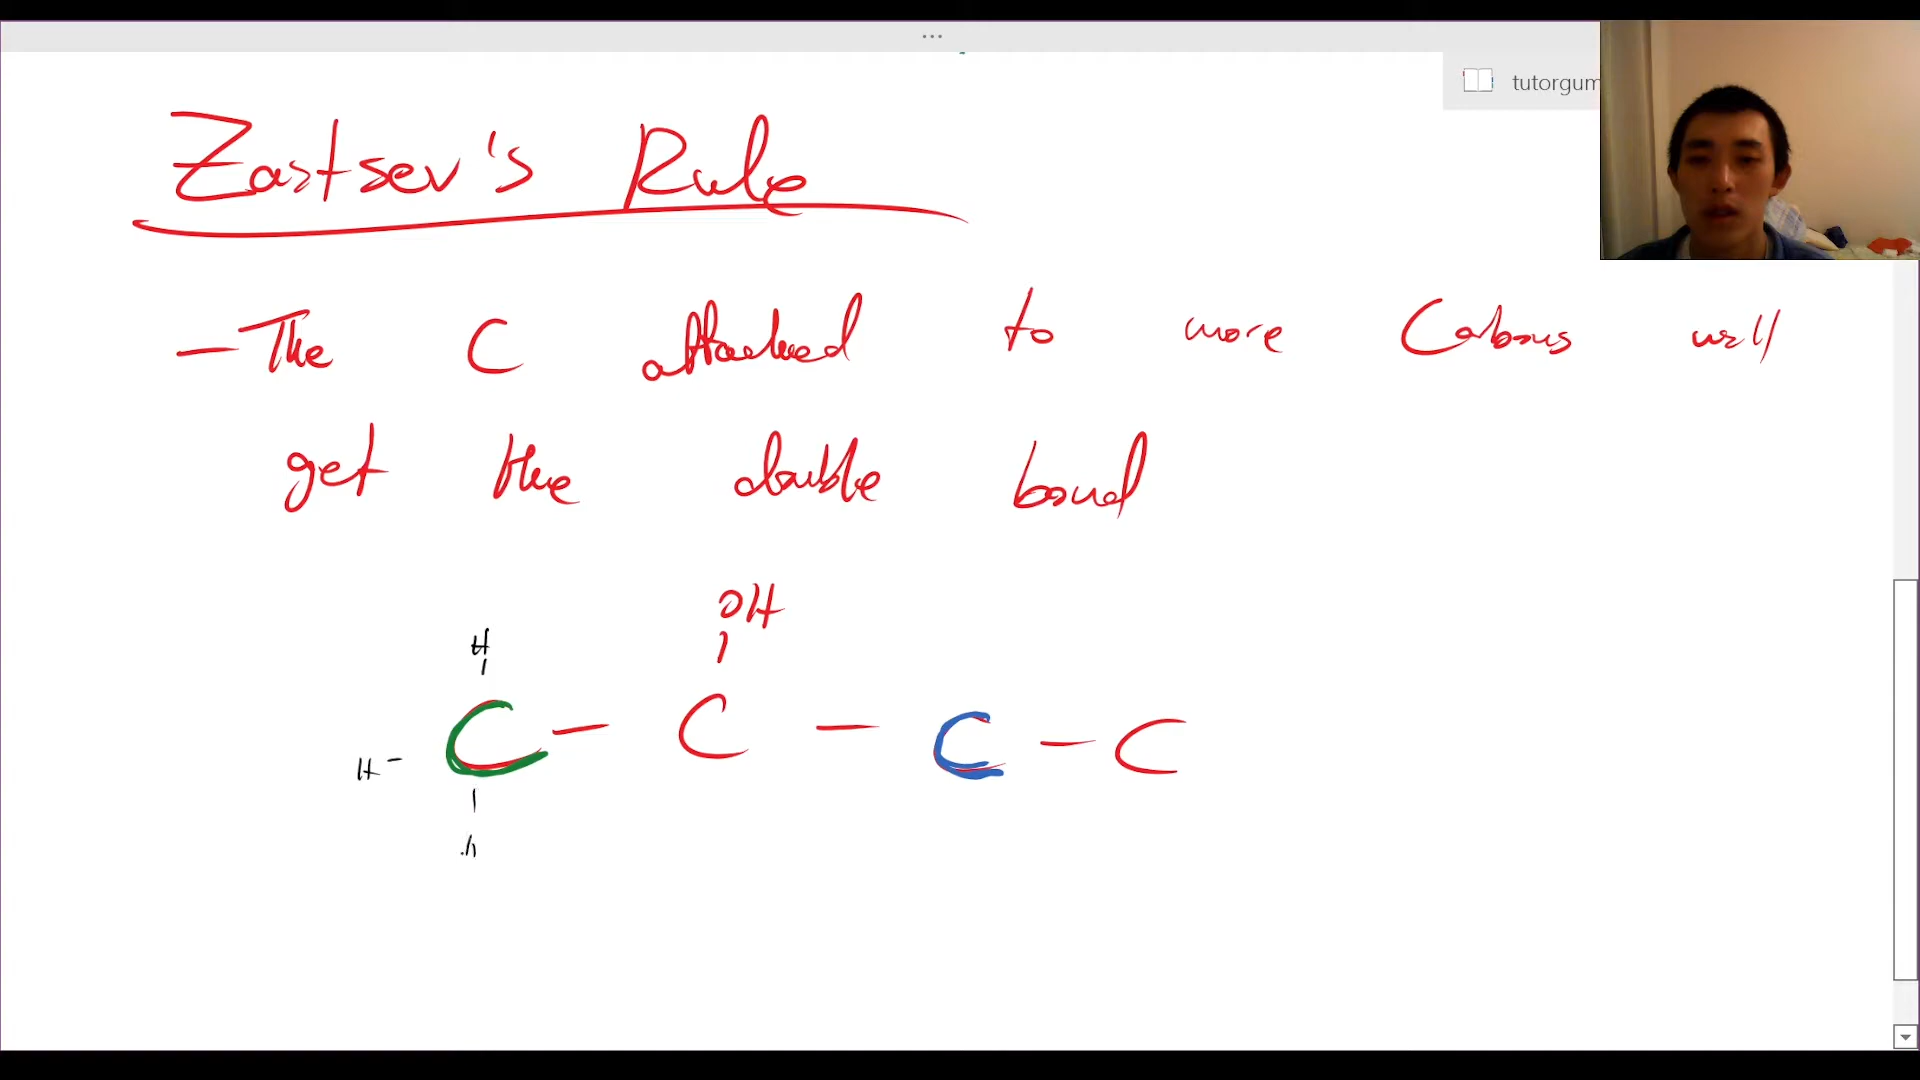 ...
tutorgum
Zastsev's Rule
- The C attached to more Carbons will
get the double bond
OH
H
C - C - C - C
H -
H